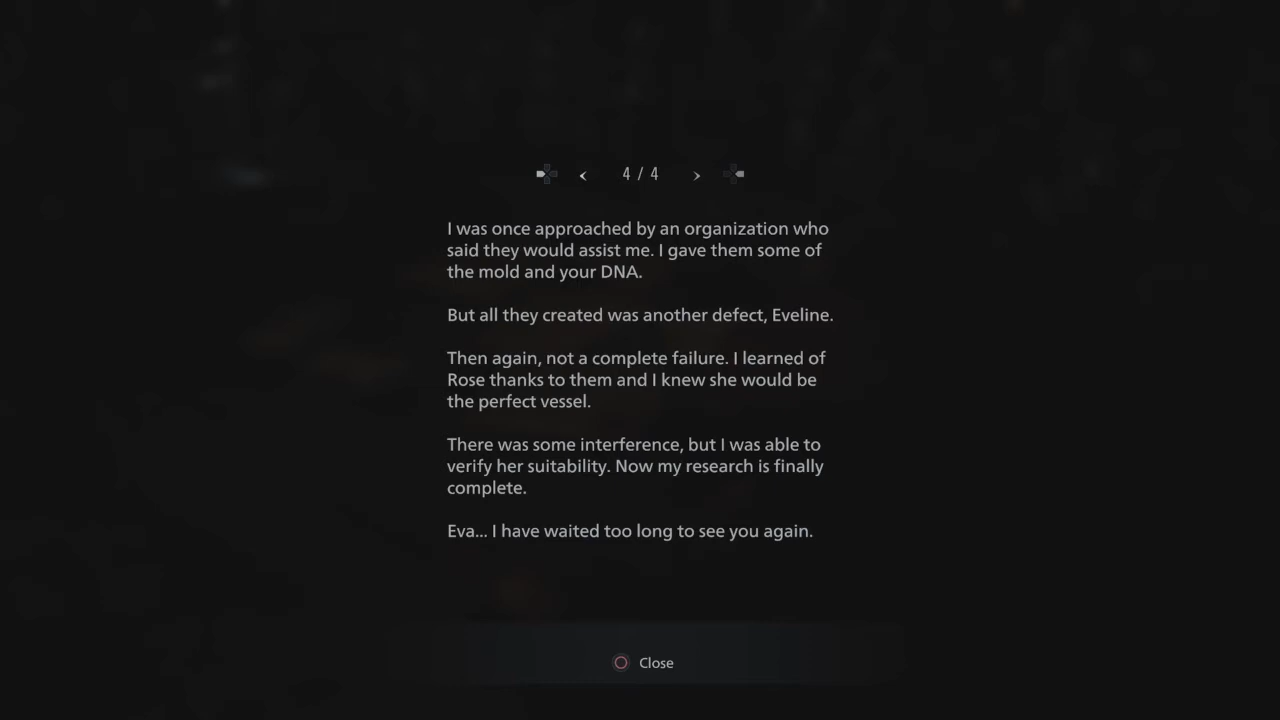 4 / 4
I was once approached by an organization who
said they would assist me. I gave them some of
the mold and your DNA.
But all they created was another defect, Eveline.
Then again, not a complete failure. I learned of
Rose thanks to them and I knew she would be
the perfect vessel.
There was some interference, but I was able to
verify her suitability. Now my research is finally
complete.
Eva... I have waited too long to see you again.
Close